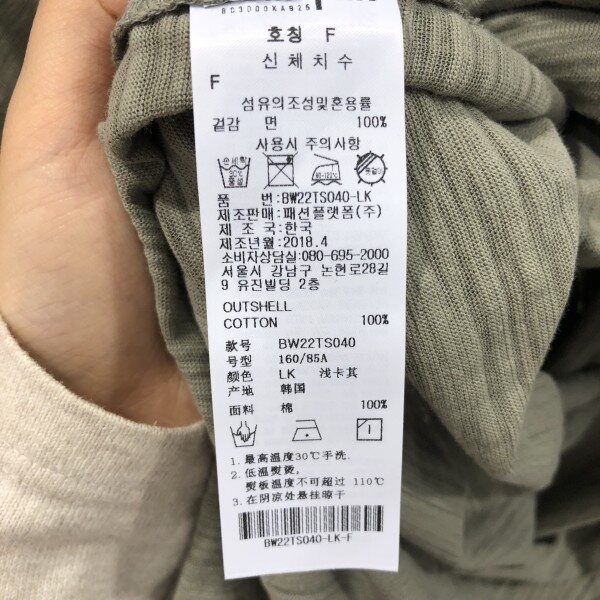 호칭 F
신체치수
F
섬유의조성및혼용률
겉감 면 100%
사용시 주의사항
품 번:BW22TS040-LK
제조판매:패션플랫폼(주)
제 조 국:한국
제조년월:2018.4
소비자상담실:080-695-2000
서울시 강남구 논현로28길
9 유진빌딩 2층
OUTSHELL
COTTON 100%
款号 BW22TS040
号型 160/85A
颜色 LK 浅卡其
产地 韩国
面料 棉 100%
1. 最高温度30℃手洗.
2. 低温熨烫,
熨板温度不可超过 110℃
3. 在阴凉处悬挂晾干
BW22TS040-LK-F